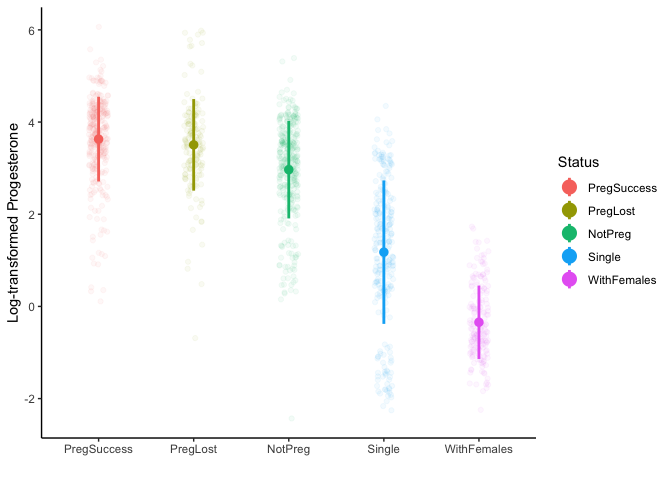 Log-transformed Progesterone
6
4
2
0
-2
PregSuccess
PregLost
NotPreg
Single
WithFemales
Status
PregSuccess
PregLost
NotPreg
Single
WithFemales